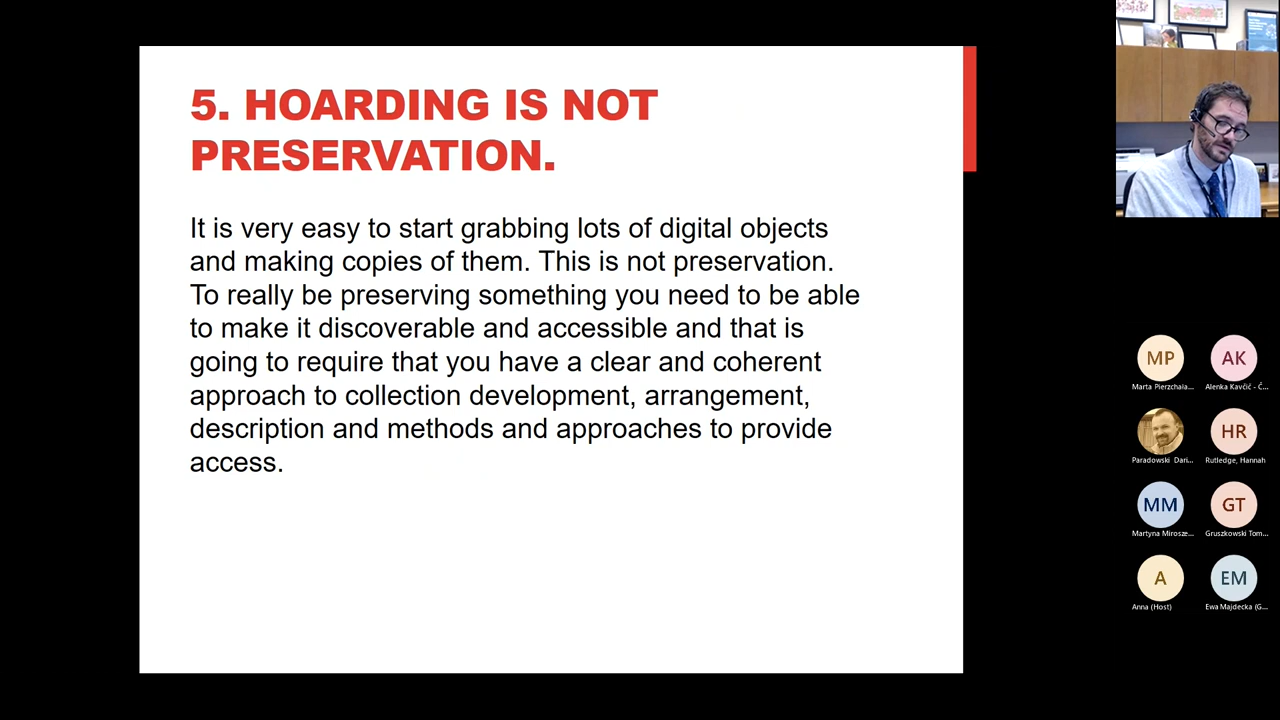 5. HOARDING IS NOT
PRESERVATION.
It is very easy to start grabbing lots of digital objects
and making copies of them. This is not preservation.
To really be preserving something you need to be able
to make it discoverable and accessible and that is
going to require that you have a clear and coherent
approach to collection development, arrangement,
description and methods and approaches to provide
access.
MP
AK
Marta Pierzchala...
Alenka Kavčič - Č...
HR
Paradowski Dari...
Rutledge, Hannah
MM
GT
Martyna Mirosze...
Gruszkowski Tom...
A
EM
Anna (Host)
Ewa Majdecka (G...